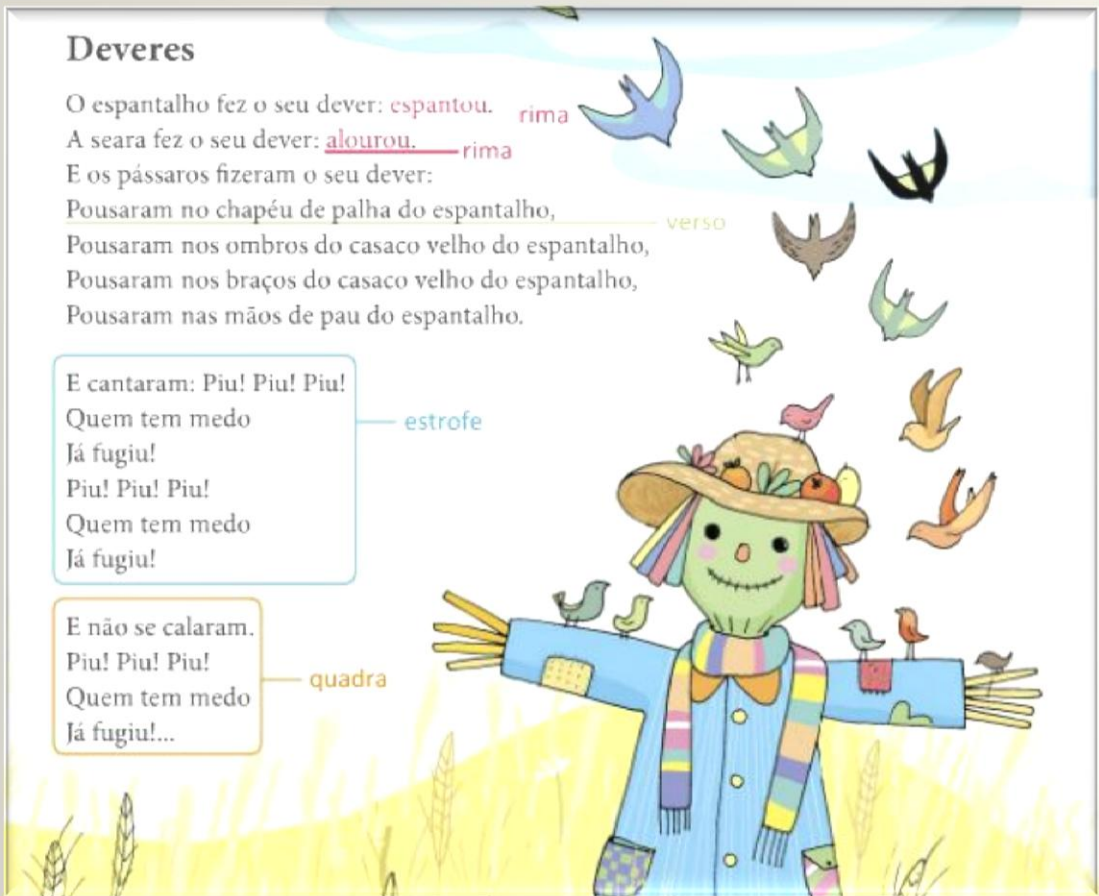 Deveres
O espantalho fez o seu dever: espantou. rima
A seara fez o seu dever: alourou. rima
E os pássaros fizeram o seu dever:
Pousaram no chapéu de palha do espantalho, verso
Pousaram nos ombros do casaco velho do espantalho,
Pousaram nos braços do casaco velho do espantalho,
Pousaram nas mãos de pau do espantalho.
E cantaram: Piu! Piu! Piu!
Quem tem medo estrofe
Já fugiu!
Piu! Piu! Piu!
Quem tem medo
Já fugiu!
E não se calaram.
Piu! Piu! Piu! quadra
Quem tem medo
Já fugiu!...